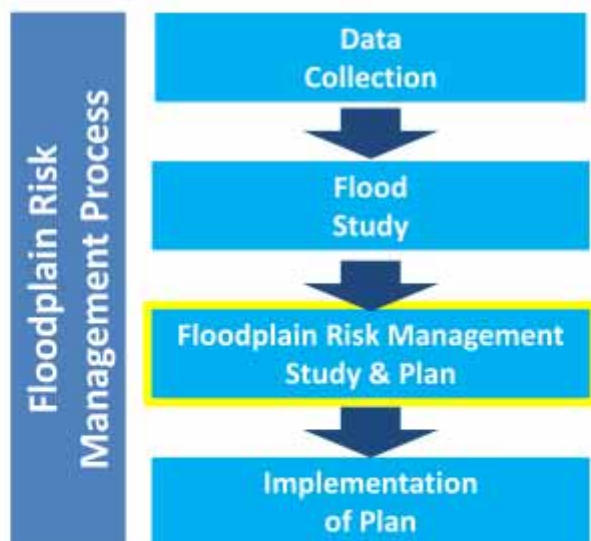 Floodplain Risk
Management Process
Data
Collection
Flood
Study
Floodplain Risk Management
Study & Plan
Implementation
of Plan